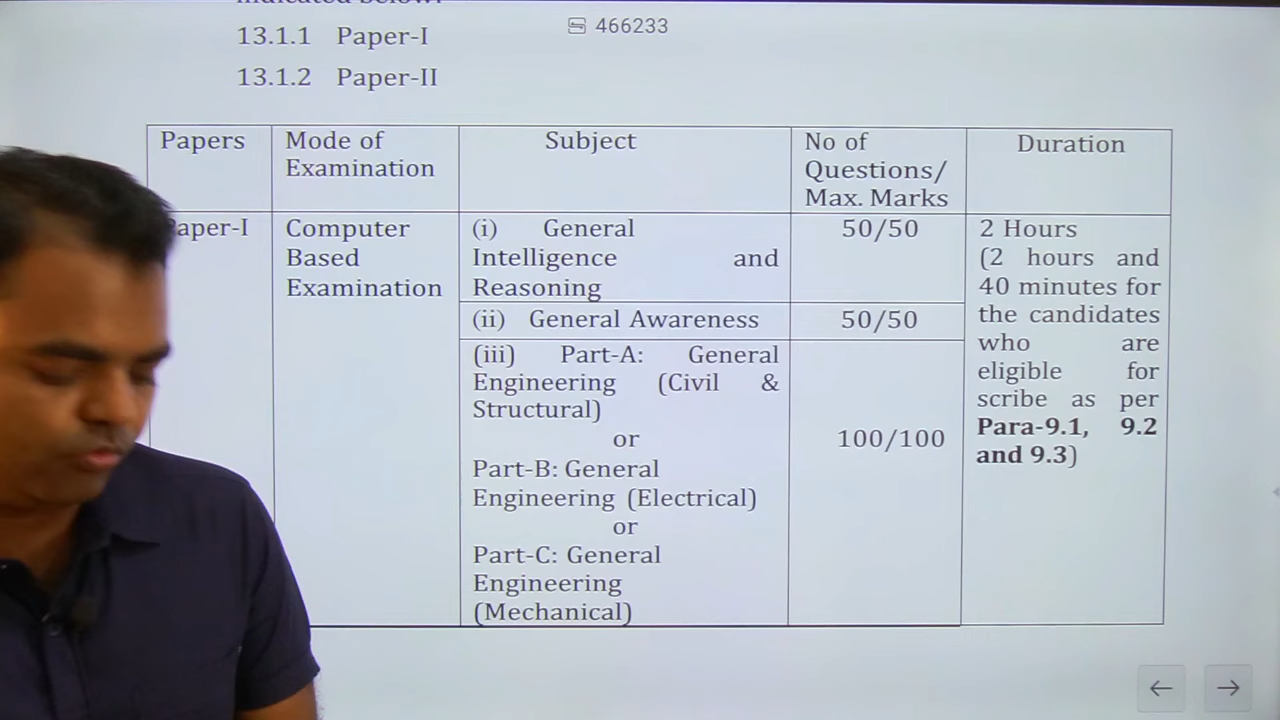 466233
13.1.1 Paper-I
13.1.2 Paper-II
Papers
Mode of
Examination
Subject
No of
Questions/
Max. Marks
Duration
aper-I
Computer
Based
Examination
(i) General
Intelligence and
Reasoning
50/50
(ii) General Awareness
50/50
(iii) Part-A: General
Engineering (Civil &
Structural)
or
Part-B: General
Engineering (Electrical)
or
Part-C: General
Engineering
(Mechanical)
100/100
2 Hours
(2 hours and
40 minutes for
the candidates
who are
eligible for
scribe as per
Para-9.1, 9.2
and 9.3)